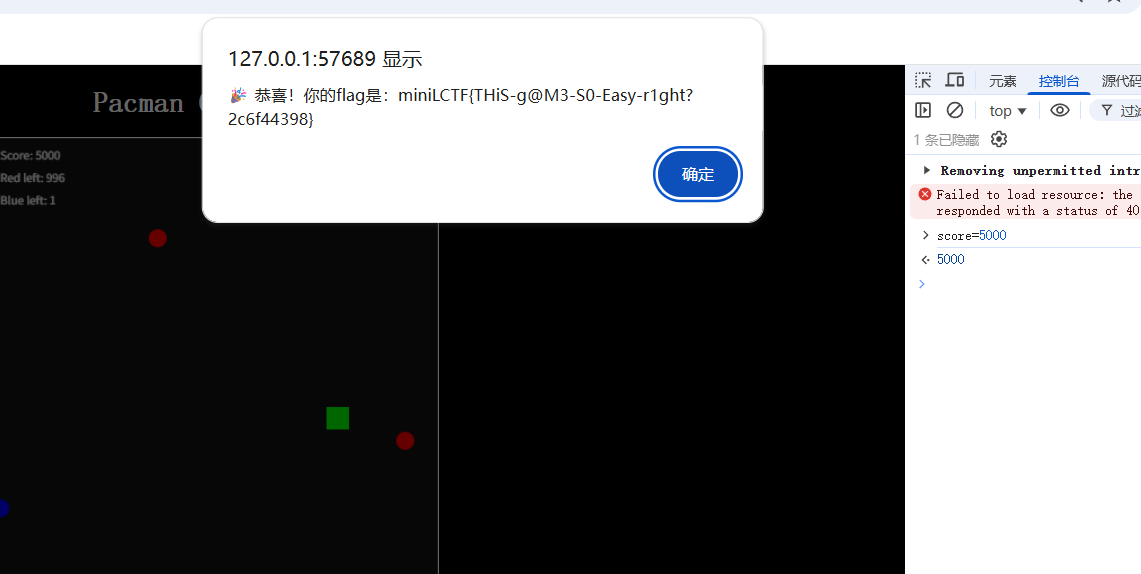 127.0.0.1:57689 显示
🎉 恭喜！你的flag是：miniLCTF{THiS-g@M3-S0-Easy-r1ght?
2c6f44398}
确定
Pacman
Score: 5000
Red left: 996
Blue left: 1
元素 控制台 源代码
top
1 条已隐藏
Removing unpermitted intr
Failed to load resource: the
responded with a status of 40
score=5000
5000